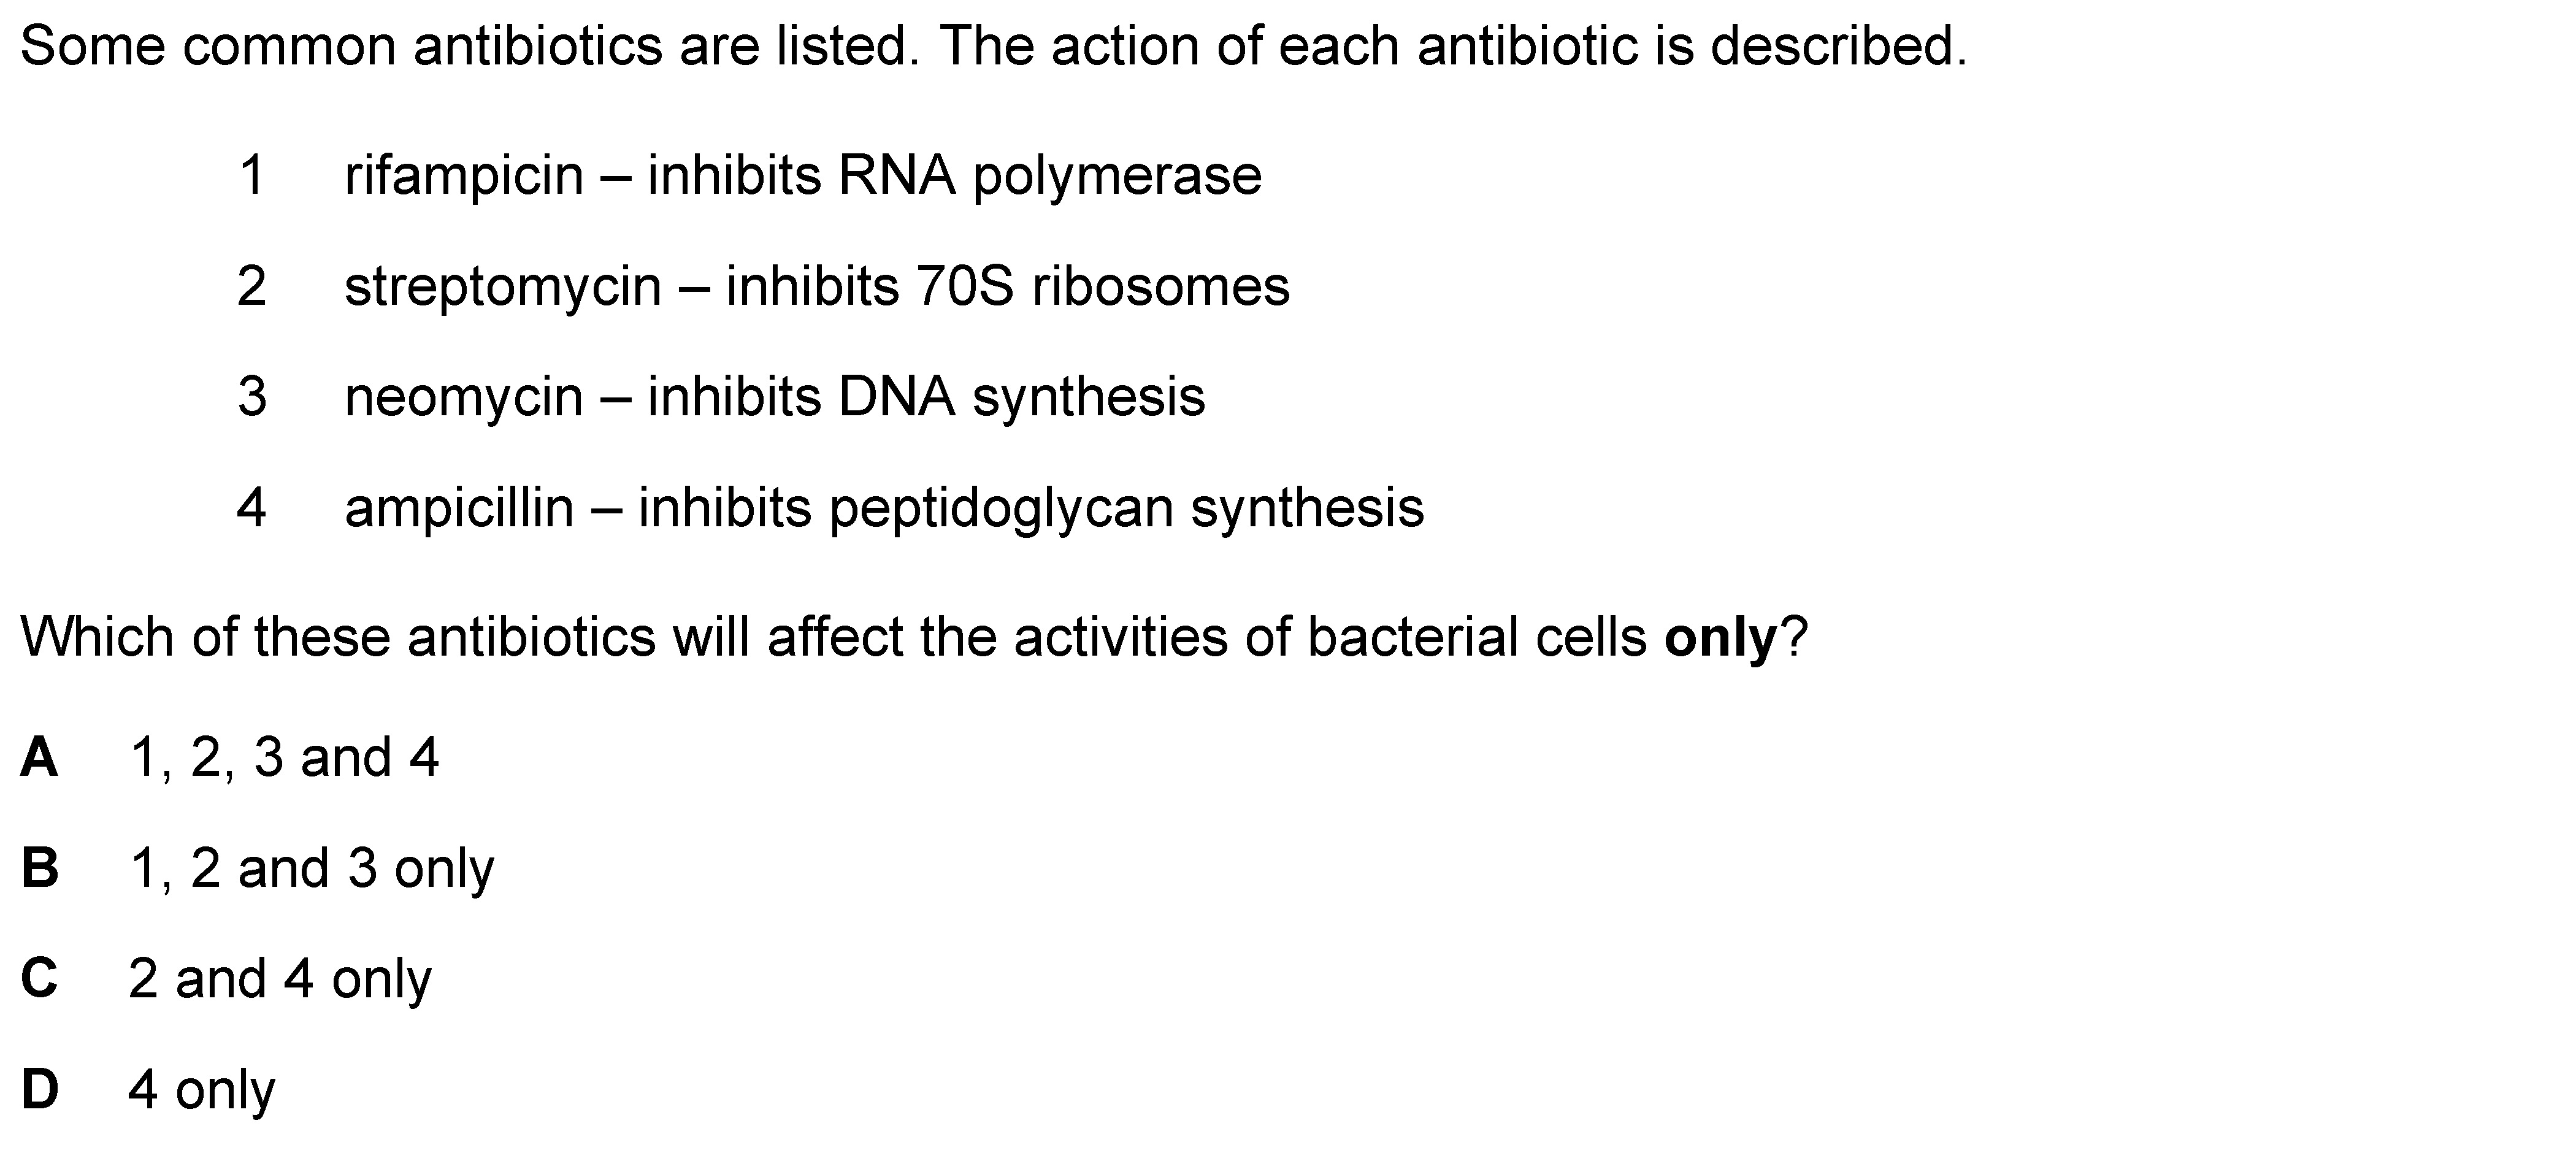 Some common antibiotics are listed. The action of each antibiotic is described.
1 rifampicin – inhibits RNA polymerase
2 streptomycin – inhibits 70S ribosomes
3 neomycin – inhibits DNA synthesis
4 ampicillin – inhibits peptidoglycan synthesis
Which of these antibiotics will affect the activities of bacterial cells only?
A 1, 2, 3 and 4
B 1, 2 and 3 only
C 2 and 4 only
D 4 only